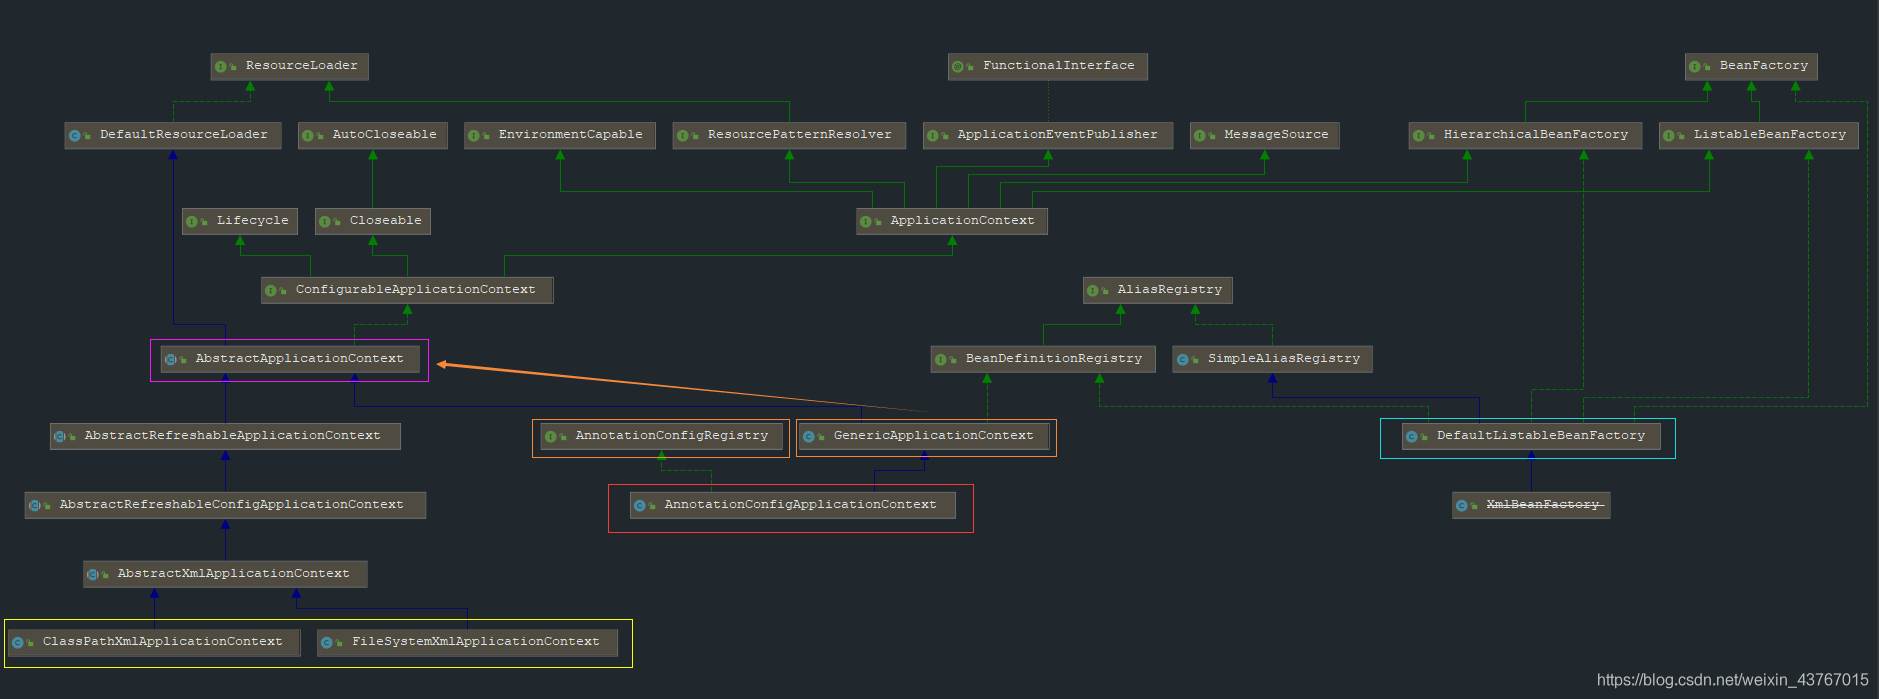 ResourceLoader
FunctionalInterface
BeanFactory
DefaultResourceLoader
AutoCloseable
EnvironmentCapable
ResourcePatternResolver
ApplicationEventPublisher
MessageSource
HierarchicalBeanFactory
ListableBeanFactory
Lifecycle
Closeable
ApplicationContext
ConfigurableApplicationContext
AliasRegistry
AbstractApplicationContext
BeanDefinitionRegistry
SimpleAliasRegistry
AbstractRefreshableApplicationContext
AnnotationConfigRegistry
GenericApplicationContext
DefaultListableBeanFactory
AbstractRefreshableConfigApplicationContext
AnnotationConfigApplicationContext
XmlBeanFactory
AbstractXmlApplicationContext
ClassPathXmlApplicationContext
FileSystemXmlApplicationContext
https://blog.csdn.net/weixin_43767015